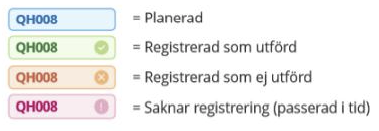 QH008 = Planerad
QH008 = Registrerad som utförd
QH008 = Registrerad som ej utförd
QH008 = Saknar registrering (passerad i tid)